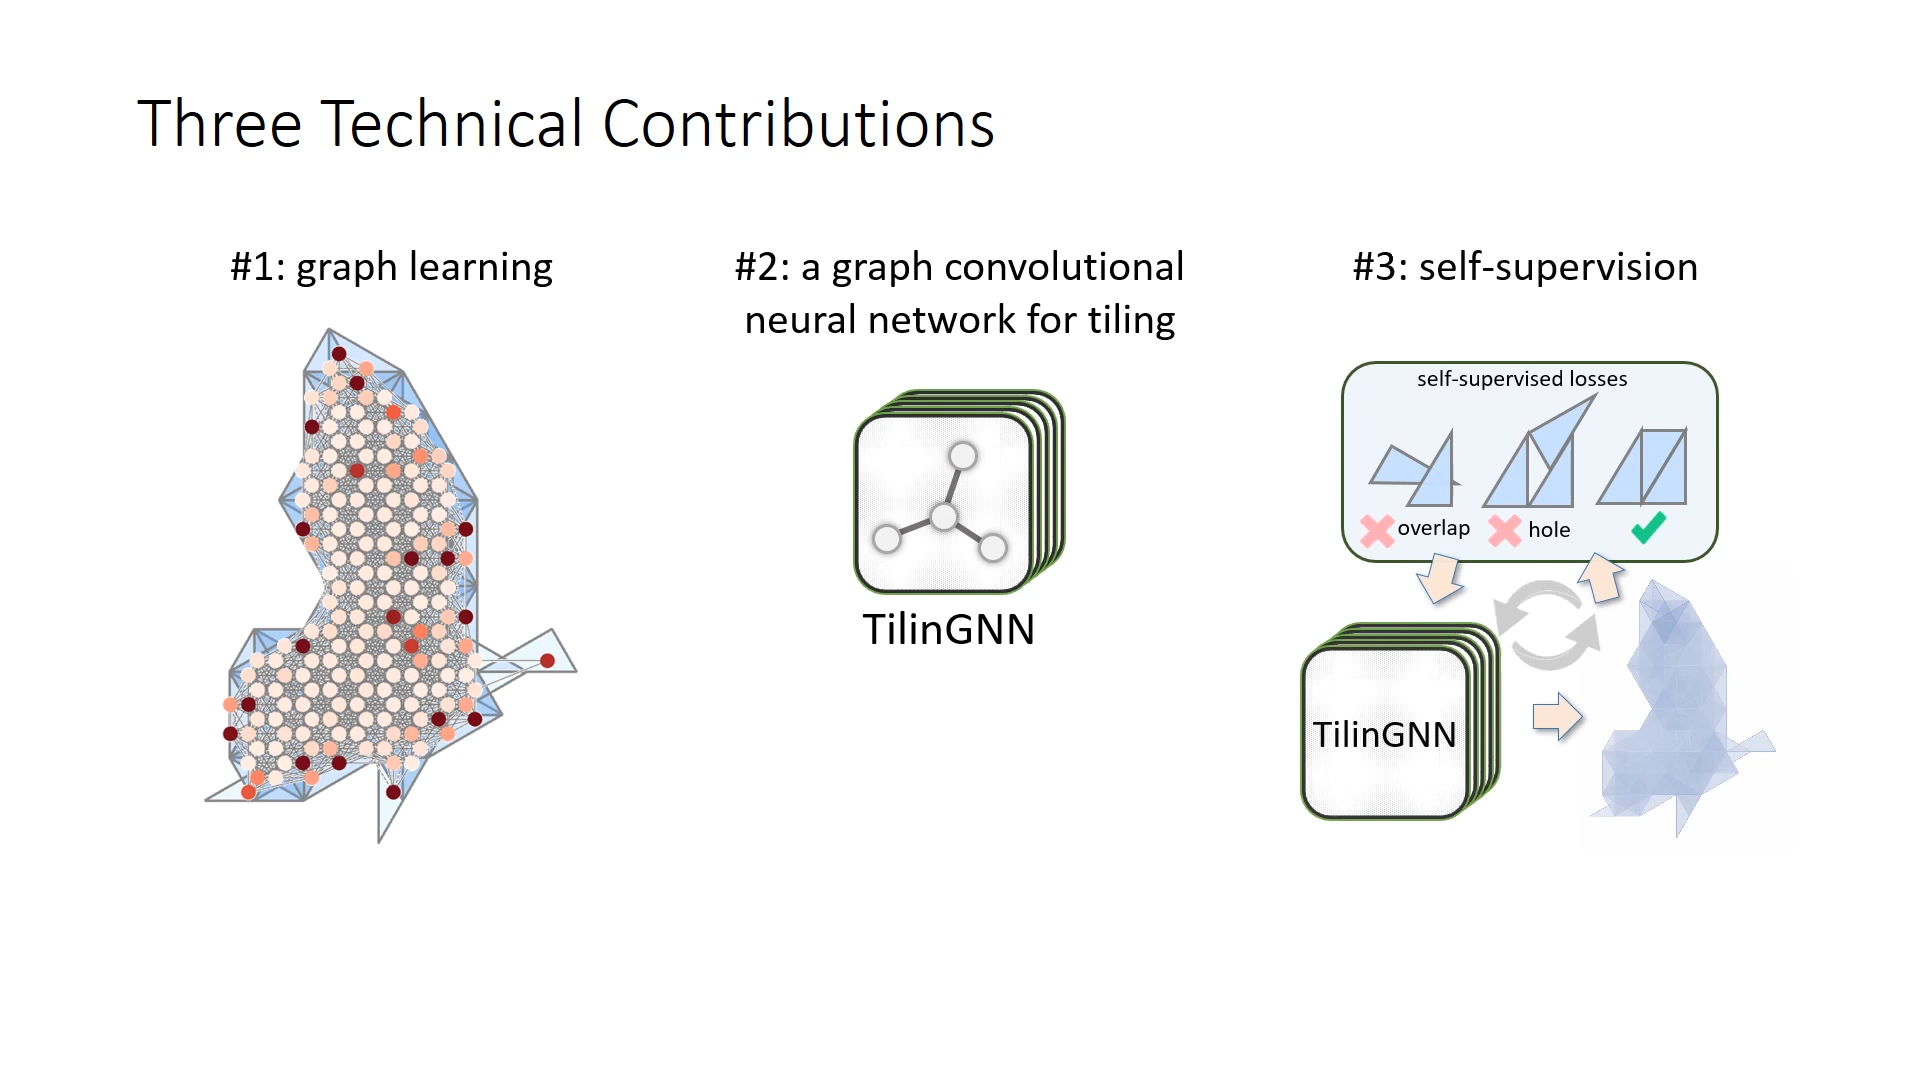 Three Technical Contributions
#1: graph learning
#2: a graph convolutional
neural network for tiling
TilinGNN
#3: self-supervision
self-supervised losses
overlap
hole
TilinGNN